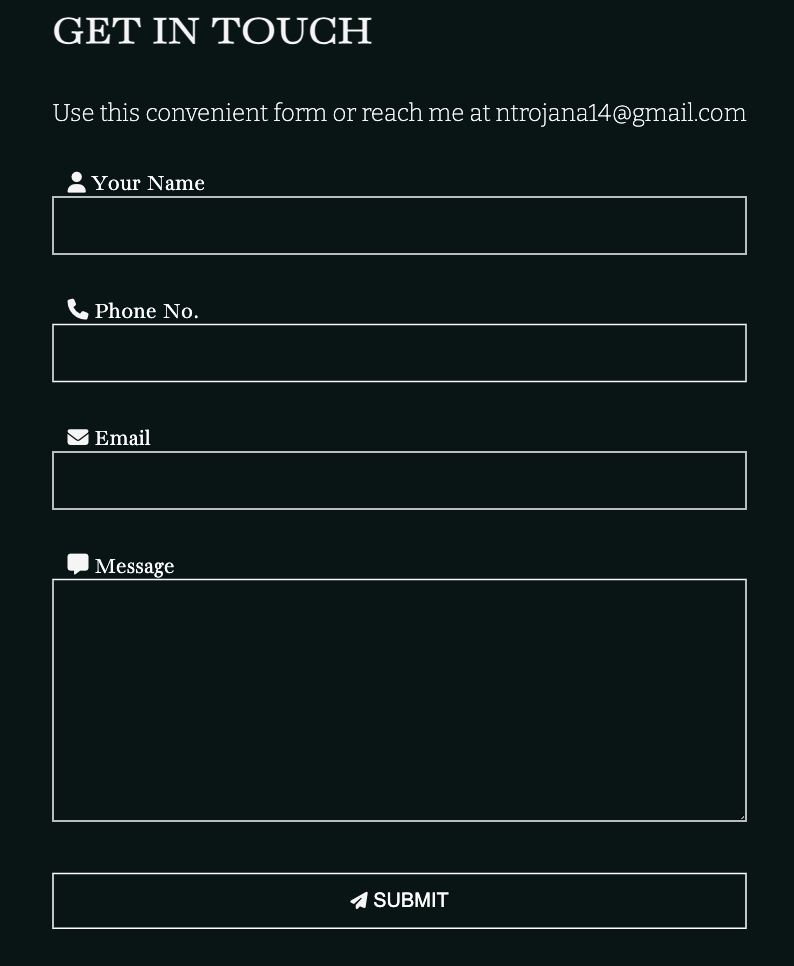 GET IN TOUCH
Use this convenient form or reach me at ntrojana14@gmail.com
Your Name
Phone No.
Email
Message
SUBMIT